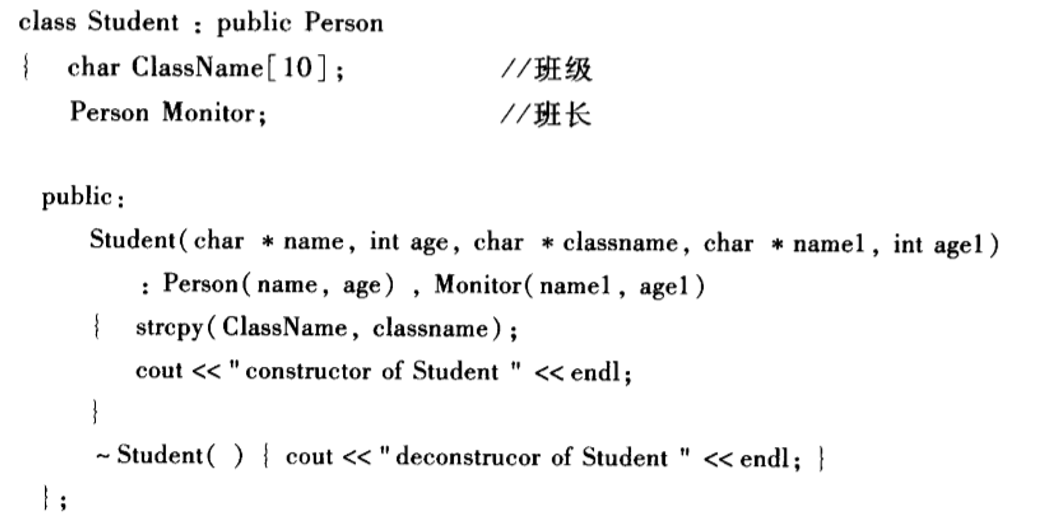 class Student : public Person
{ char ClassName[10]; //班级
Person Monitor; //班长
public:
Student( char * name, int age, char * classname, char * name1, int age1)
: Person( name, age) , Monitor( name1, age1)
{ strcpy( ClassName, classname);
cout << "constructor of Student " << endl;
}
~ Student( ) { cout << "deconstrucor of Student " << endl; }
};